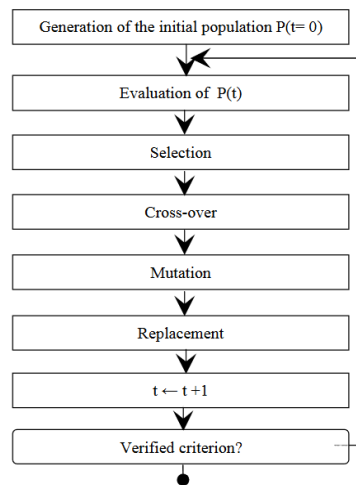 Generation of the initial population P(t= 0)
Evaluation of P(t)
Selection
Cross-over
Mutation
Replacement
t ← t +1
Verified criterion?